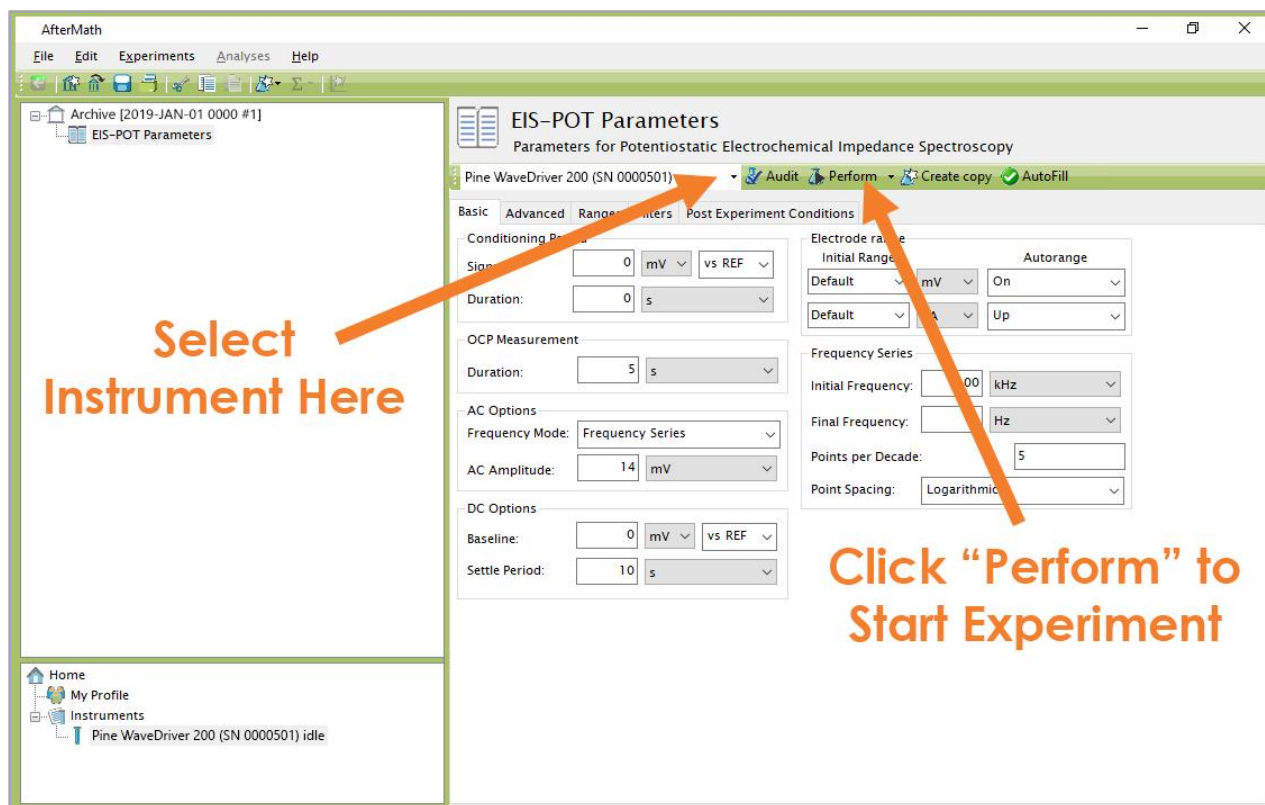 AfterMath
File Edit Experiments Analyses Help
Archive [2019-JAN-01 0000 #1]
EIS-POT Parameters
EIS-POT Parameters
Parameters for Potentiostatic Electrochemical Impedance Spectroscopy
Pine WaveDriver 200 (SN 0000501) Audit Perform Create copy AutoFill
Basic Advanced Post Experiment Conditions
Conditioning
0 mV vs REF
Duration: 0 s
OCP Measurement
Duration: 5 s
AC Options
Frequency Mode: Frequency Series
AC Amplitude: 14 mV
DC Options
Baseline: 0 mV vs REF
Settle Period: 10 s
Electrode range
Initial Range Autorange
Default mV On
Default Up
Frequency Series
Initial Frequency: kHz
Final Frequency: Hz
Points per Decade: 5
Point Spacing: Logarithmic
Select
Instrument Here
Click “Perform” to
Start Experiment
Home
My Profile
Instruments
Pine WaveDriver 200 (SN 0000501) idle